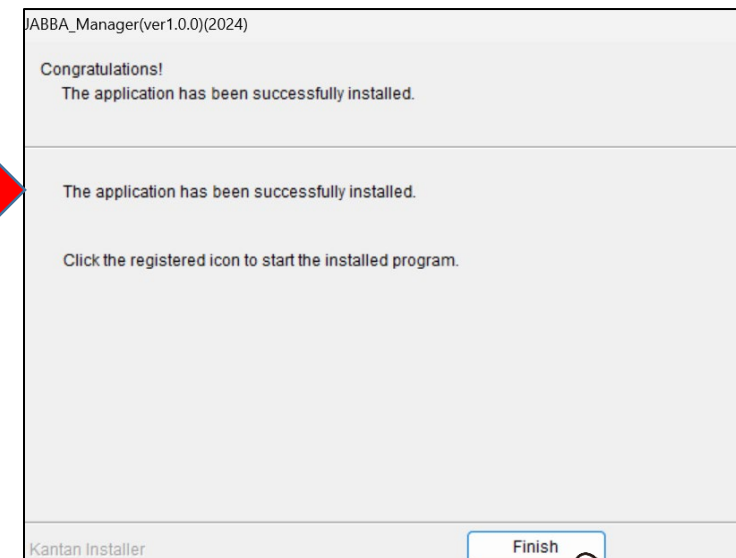 JABBA_Manager(ver1.0.0)(2024)
Congratulations!
The application has been successfully installed.
The application has been successfully installed.
Click the registered icon to start the installed program.
Kantan Installer
Finish